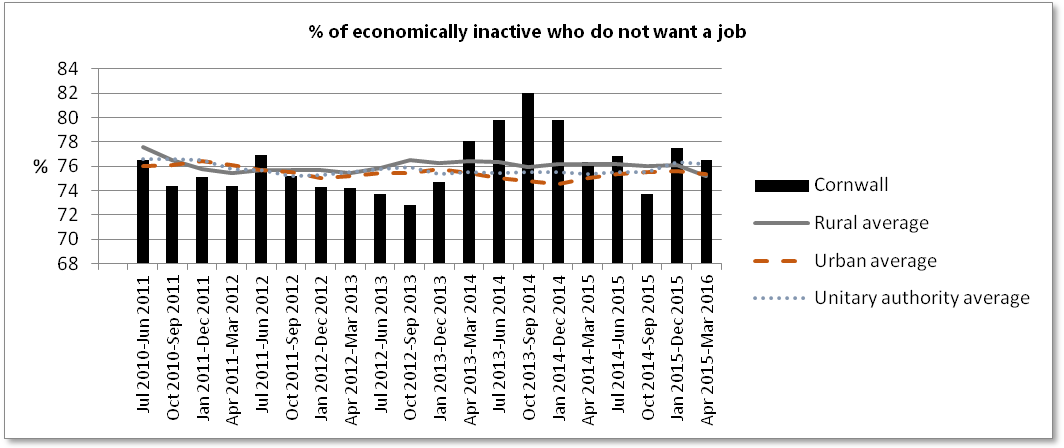 % of economically inactive who do not want a job
84
82
80
78
76
74
72
70
68
%
Jul 2010-Jun 2011
Oct 2010-Sep 2011
Jan 2011-Dec 2011
Apr 2011-Mar 2012
Jul 2011-Jun 2012
Oct 2011-Sep 2012
Jan 2012-Dec 2012
Apr 2012-Mar 2013
Jul 2012-Jun 2013
Oct 2012-Sep 2013
Jan 2013-Dec 2013
Apr 2013-Mar 2014
Jul 2013-Jun 2014
Oct 2013-Sep 2014
Jan 2014-Dec 2014
Apr 2014-Mar 2015
Jul 2014-Jun 2015
Oct 2014-Sep 2015
Jan 2015-Dec 2015
Apr 2015-Mar 2016
Cornwall
Rural average
Urban average
Unitary authority average